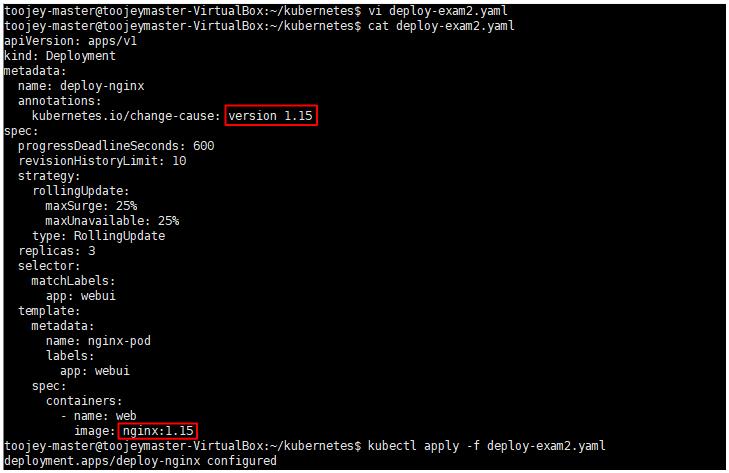 toojey-master@toojeymaster-VirtualBox:~/kubernetes$ vi deploy-exam2.yaml
toojey-master@toojeymaster-VirtualBox:~/kubernetes$ cat deploy-exam2.yaml
apiVersion: apps/v1
kind: Deployment
metadata:
  name: deploy-nginx
  annotations:
    kubernetes.io/change-cause: version 1.15
spec:
  progressDeadlineSeconds: 600
  revisionHistoryLimit: 10
  strategy:
    rollingUpdate:
      maxSurge: 25%
      maxUnavailable: 25%
    type: RollingUpdate
  replicas: 3
  selector:
    matchLabels:
      app: webui
  template:
    metadata:
      name: nginx-pod
      labels:
        app: webui
    spec:
      containers:
        - name: web
          image: nginx:1.15
toojey-master@toojeymaster-VirtualBox:~/kubernetes$ kubectl apply -f deploy-exam2.yaml
deployment.apps/deploy-nginx configured